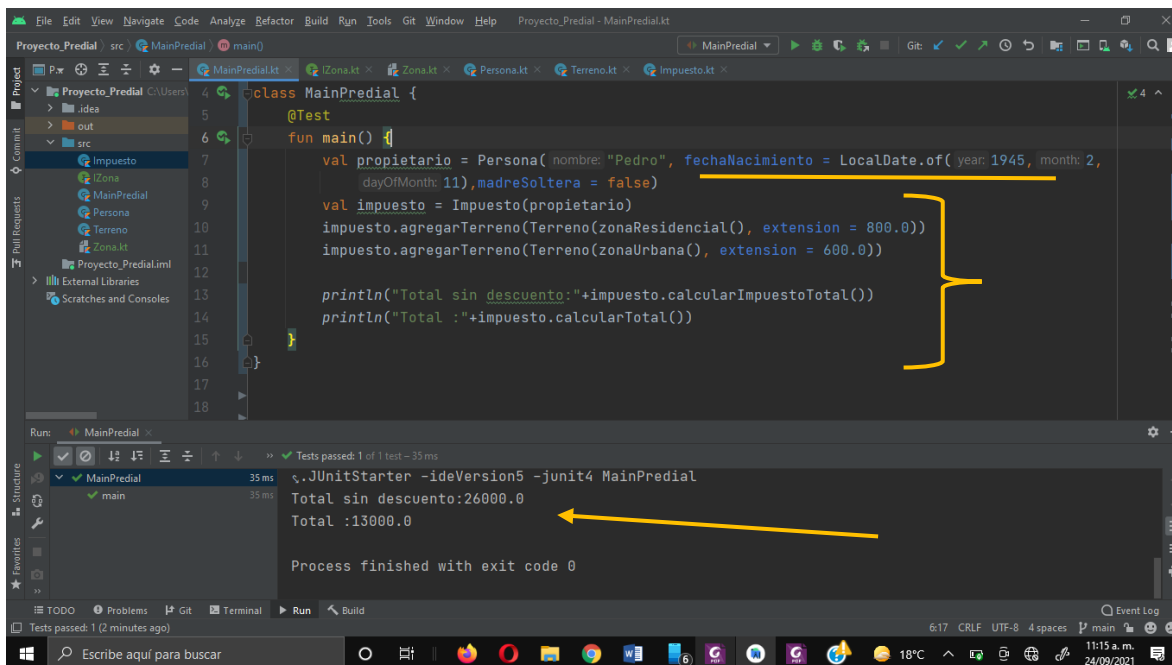 File Edit View Navigate Code Analyze Refactor Build Run Tools Git Window Help Proyecto_Predial - MainPredial.kt
Proyecto_Predial src MainPredial main() MainPredial Git:
Project
Commit
Pull Requests
Structure
Favorites
MainPredial.kt IZona.kt Zona.kt Persona.kt Terreno.kt Impuesto.kt
Proyecto_Predial C:\Users\
.idea
out
src
Impuesto
IZona
MainPredial
Persona
Terreno
Zona.kt
Proyecto_Predial.iml
External Libraries
Scratches and Consoles
4 class MainPredial {
5 @Test
6 fun main() {
7 val propietario = Persona( nombre: "Pedro", fechaNacimiento = LocalDate.of( year: 1945, month: 2,
8 dayOfMonth: 11),madreSoltera = false)
9 val impuesto = Impuesto(propietario)
10 impuesto.agregarTerreno(Terreno(zonaResidencial(), extension = 800.0))
11 impuesto.agregarTerreno(Terreno(zonaUrbana(), extension = 600.0))
12
13 println("Total sin descuento:"+impuesto.calcularImpuestoTotal())
14 println("Total :"+impuesto.calcularTotal())
15 }
16 }
17
18
4
Run: MainPredial
Tests passed: 1 of 1 test – 35 ms
MainPredial 35 ms
main 35 ms
.JUnitStarter -ideVersion5 -junit4 MainPredial
Total sin descuento:26000.0
Total :13000.0
Process finished with exit code 0
TODO Problems Git Terminal Run Build Event Log
Tests passed: 1 (2 minutes ago) 6:17 CRLF UTF-8 4 spaces main
Escribe aquí para buscar 6 18°C 11:15 a. m.
24/09/2021